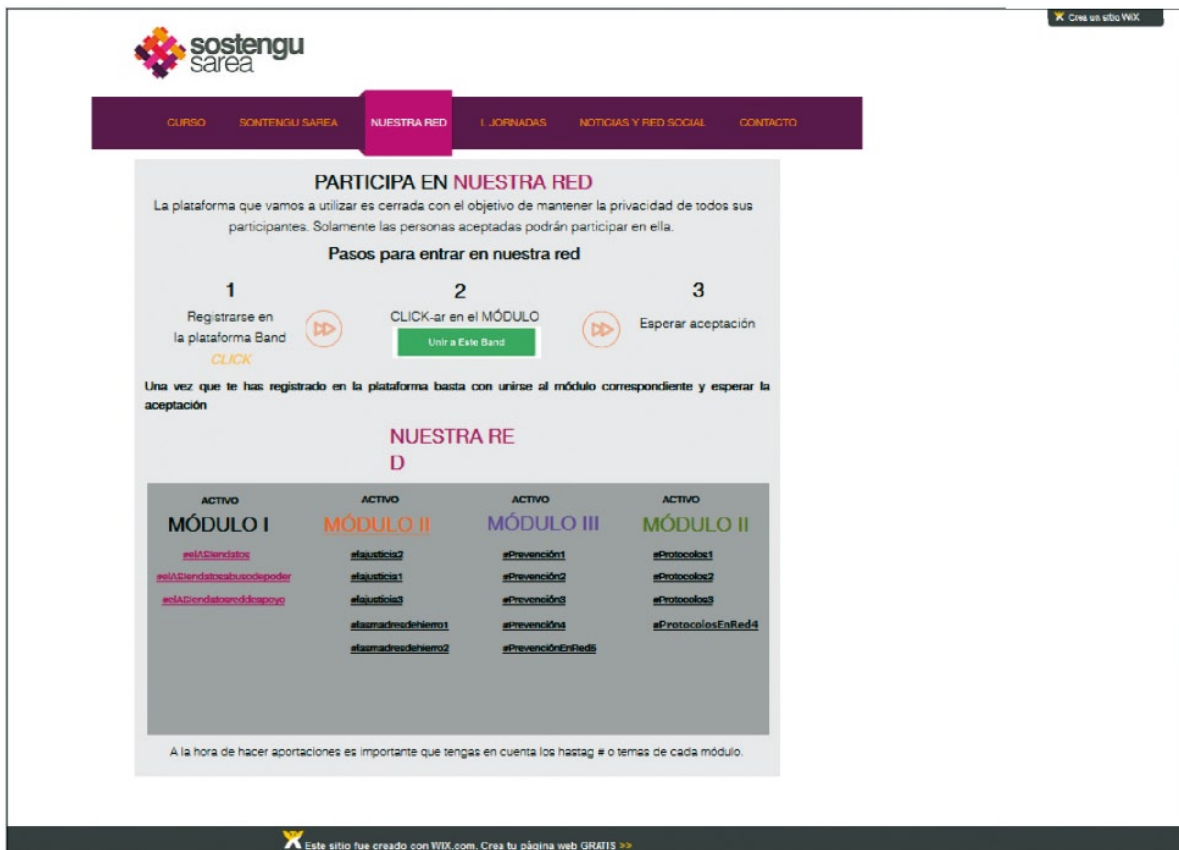 Crea un sitio WiX
sostengu
sarea
CURSO SONTENGU SAREA NUESTRA RED I. JORNADAS NOTICIAS Y RED SOCIAL CONTACTO
PARTICIPA EN NUESTRA RED
La plataforma que vamos a utilizar es cerrada con el objetivo de mantener la privacidad de todos sus
participantes. Solamente las personas aceptadas podrán participar en ella.
Pasos para entrar en nuestra red
1
Registrarse en
la plataforma Band
CLICK
2
CLICK-ar en el MÓDULO
Unir a Este Band
3
Esperar aceptación
Una vez que te has registrado en la plataforma basta con unirse al módulo correspondiente y esperar la
aceptación
NUESTRA RE
D
ACTIVO
MÓDULO I
#elASIendatos
#elASIendatosabusodepoder
#elASIendatosreddeapoyo
ACTIVO
MÓDULO II
#lajusticia2
#lajusticia1
#lajusticia3
#lasmadresdehierro1
#lasmadresdehierro2
ACTIVO
MÓDULO III
#Prevención1
#Prevención2
#Prevención3
#Prevención4
#PrevenciónEnRed5
ACTIVO
MÓDULO II
#Protocolos1
#Protocolos2
#Protocolos3
#ProtocolosEnRed4
A la hora de hacer aportaciones es importante que tengas en cuenta los hastag # o temas de cada módulo.
Este sitio fue creado con WIX.com. Crea tu página web GRATIS >>